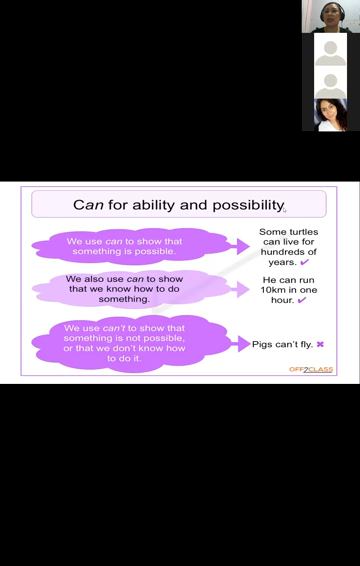 Can for ability and possibility
We use can to show that
something is possible.
Some turtles
can live for
hundreds of
years. ✓
We also use can to show
that we know how to do
something.
He can run
10km in one
hour. ✓
We use can't to show that
something is not possible,
or that we don't know how
to do it.
Pigs can't fly. ✖
OFF2CLASS